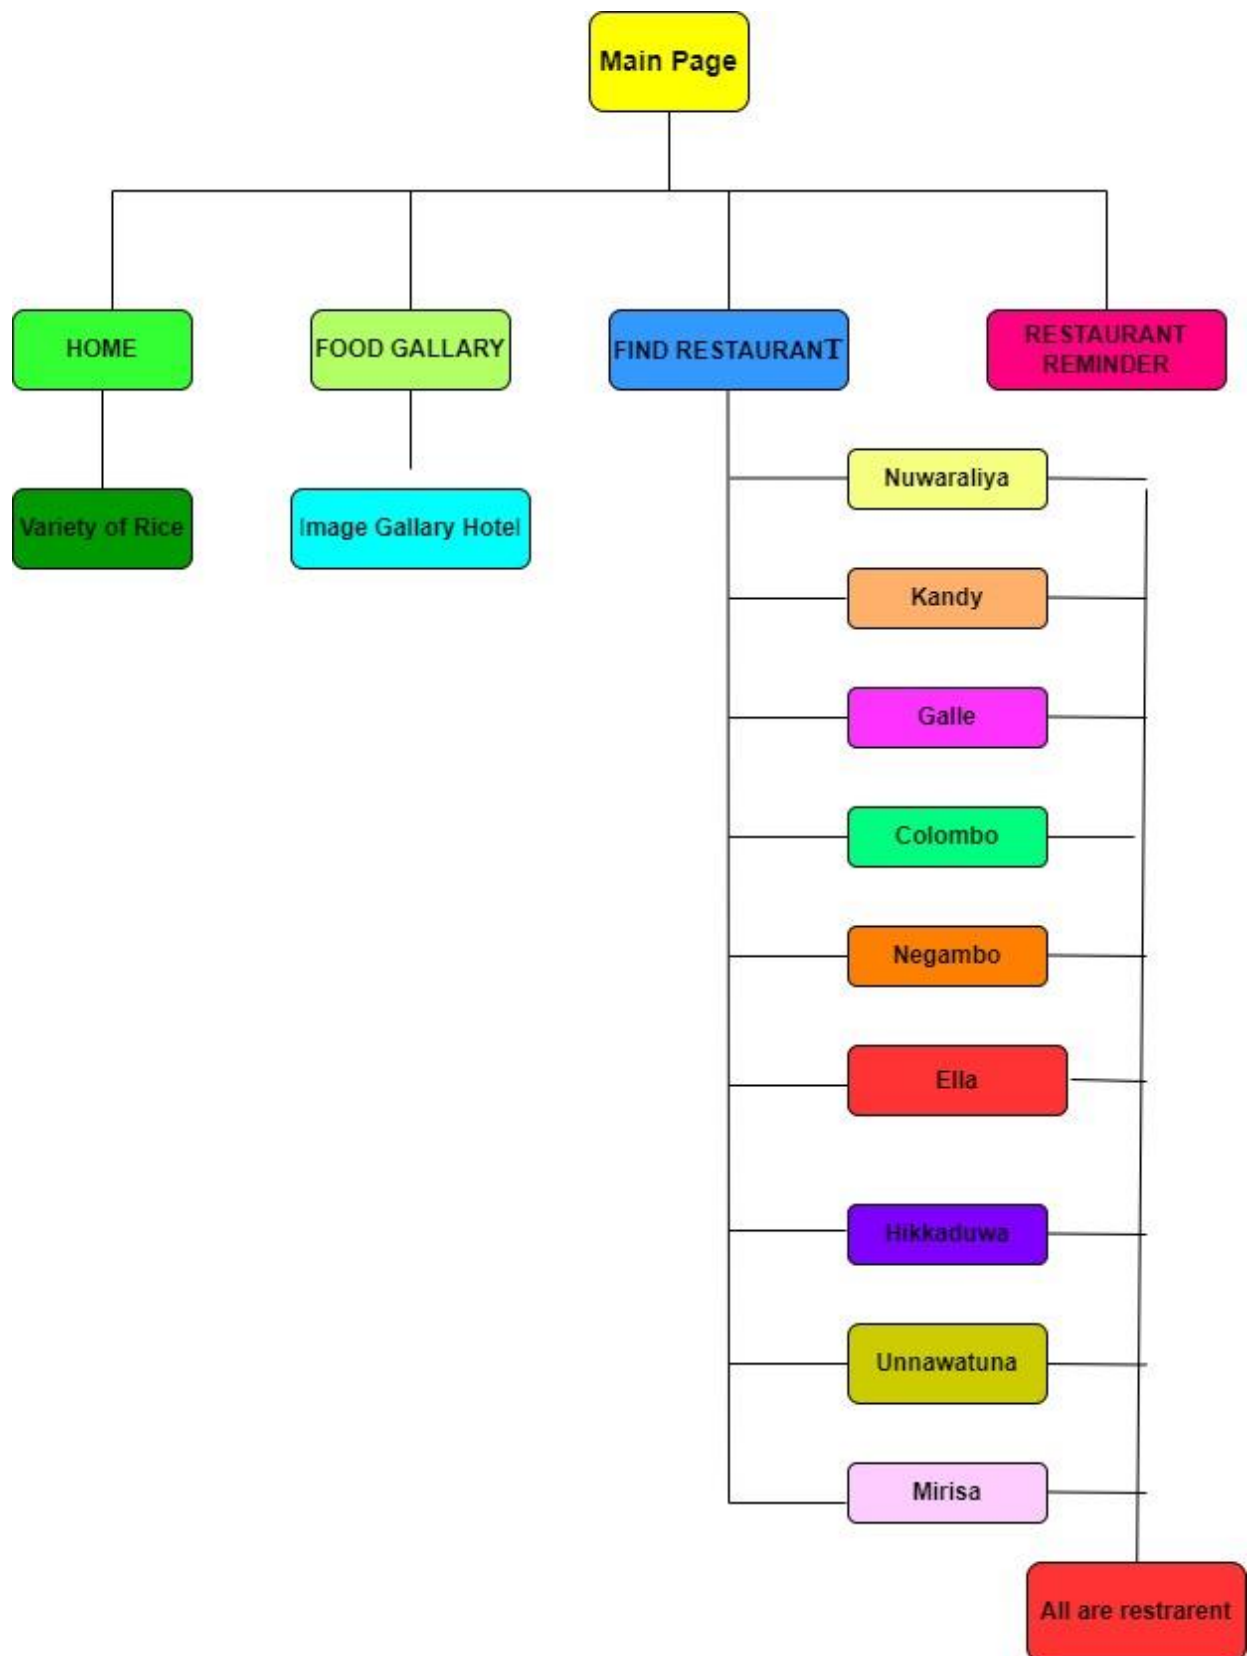 Main Page
HOME
FOOD GALLARY
FIND RESTAURANT
RESTAURANT
REMINDER
Variety of Rice
Image Gallary Hotel
Nuwaraliya
Kandy
Galle
Colombo
Negambo
Ella
Hikkaduwa
Unnawatuna
Mirisa
All are restrarent